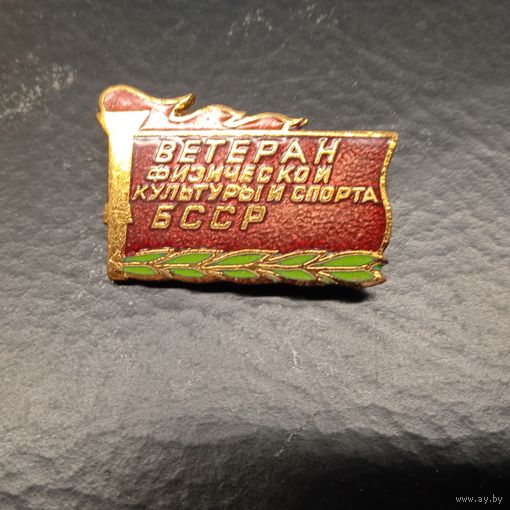 ВЕТЕРАН
ФИЗИЧЕСКОЙ
КУЛЬТУРЫ И СПОРТА
БССР
www.ay.by